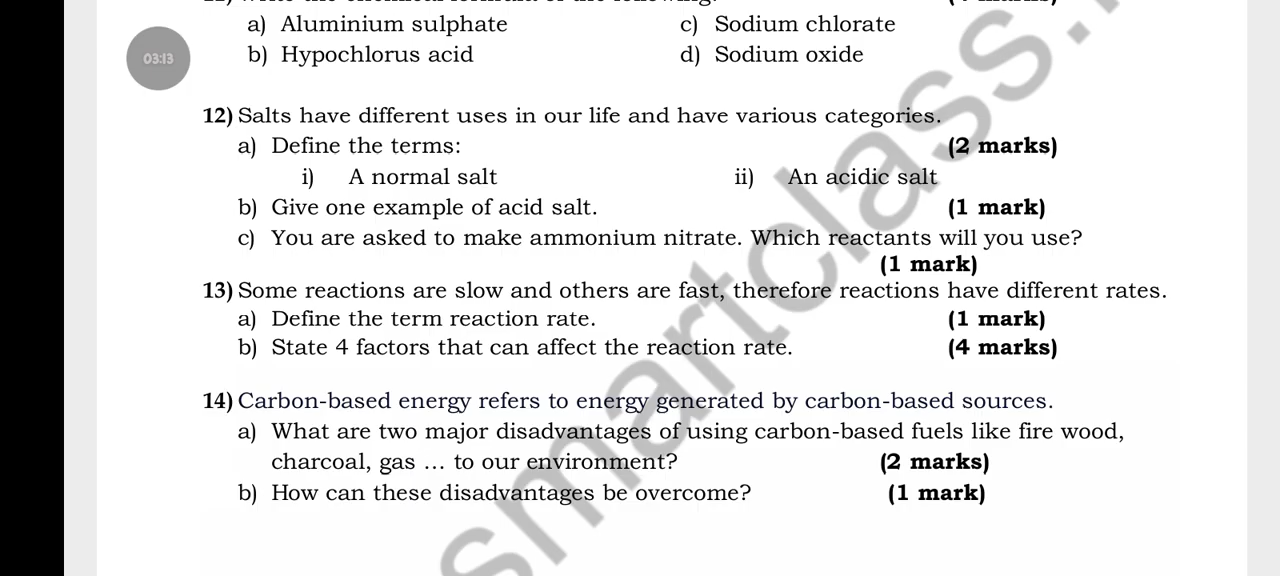 a) Aluminium sulphate c) Sodium chlorate
b) Hypochlorus acid d) Sodium oxide
03:13
12) Salts have different uses in our life and have various categories.
a) Define the terms: (2 marks)
i) A normal salt ii) An acidic salt
b) Give one example of acid salt. (1 mark)
c) You are asked to make ammonium nitrate. Which reactants will you use?
(1 mark)
13) Some reactions are slow and others are fast, therefore reactions have different rates.
a) Define the term reaction rate. (1 mark)
b) State 4 factors that can affect the reaction rate. (4 marks)
14) Carbon-based energy refers to energy generated by carbon-based sources.
a) What are two major disadvantages of using carbon-based fuels like fire wood,
charcoal, gas … to our environment? (2 marks)
b) How can these disadvantages be overcome? (1 mark)
smartclass.